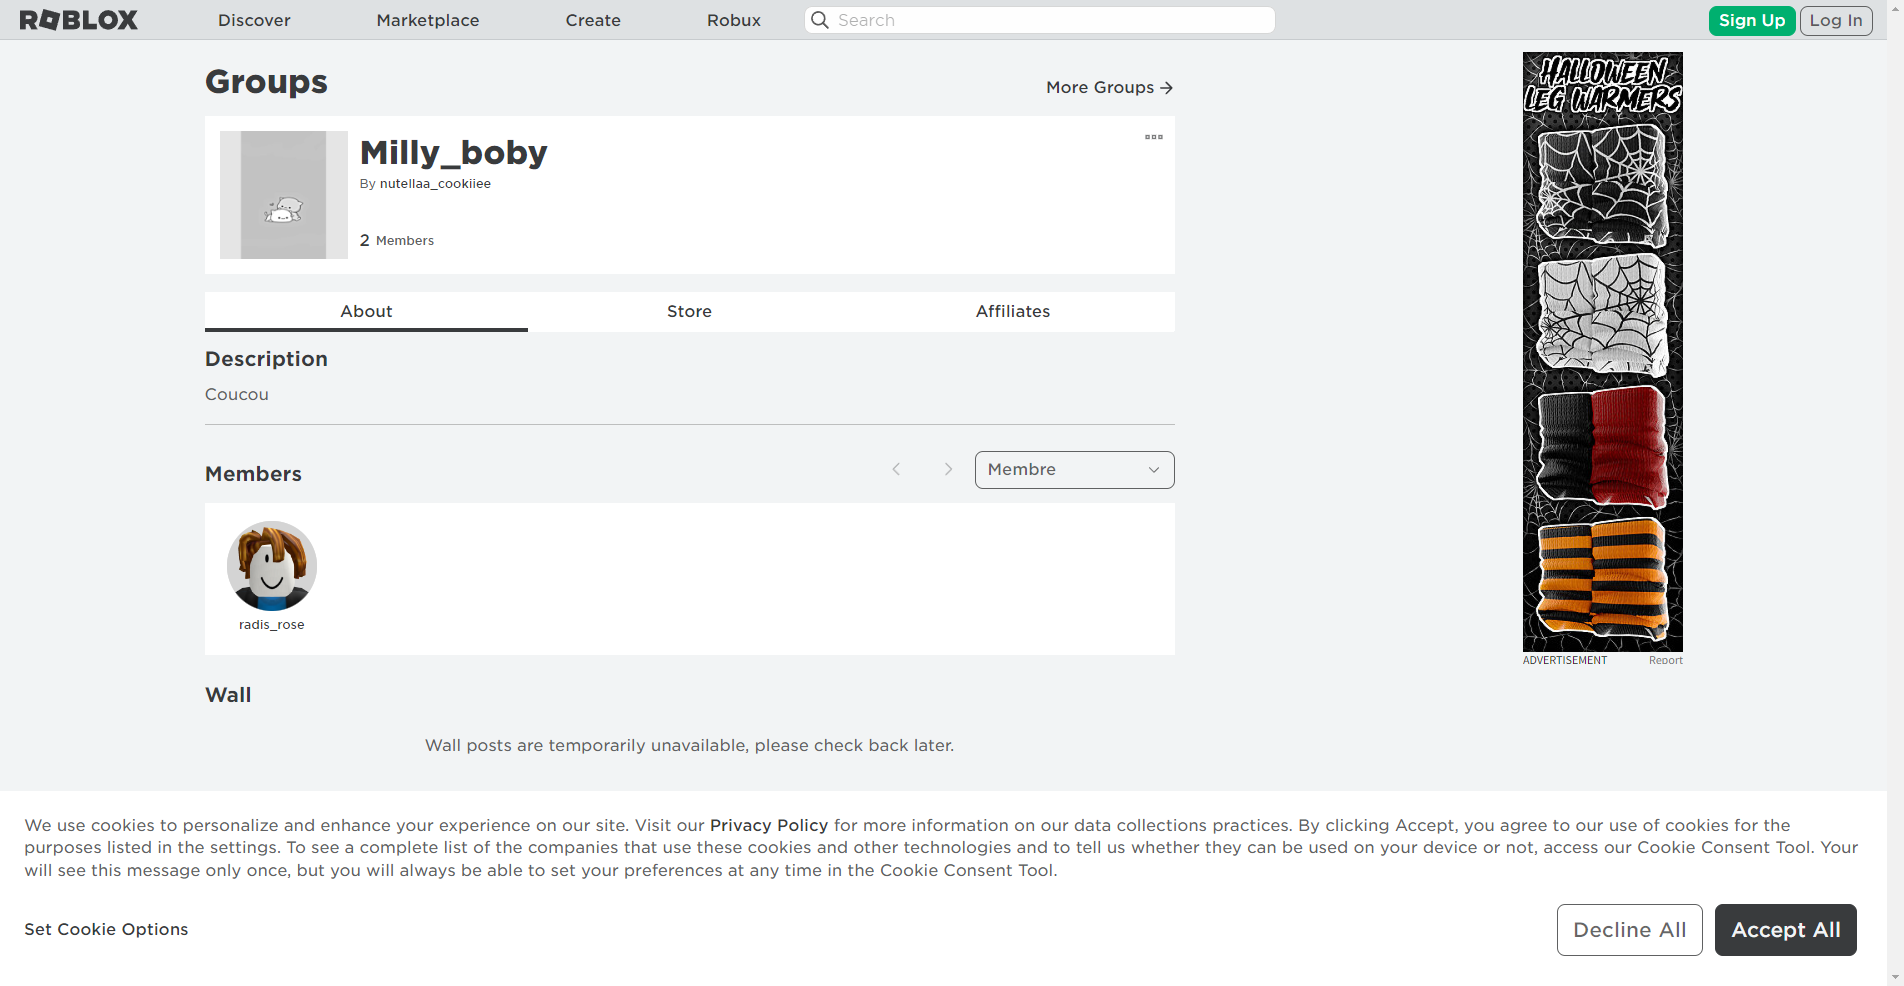 ROBLOX
Discover
Marketplace
Create
Robux
Search
Sign Up
Log In
Groups
More Groups
Milly_boby
By nutellaa_cookiiee
2 Members
About
Store
Affiliates
Description
Coucou
Members
Membre
radis_rose
Wall
Wall posts are temporarily unavailable, please check back later.
HALLOWEEN
LEG WARMERS
ADVERTISEMENT
Report
We use cookies to personalize and enhance your experience on our site. Visit our Privacy Policy for more information on our data collections practices. By clicking Accept, you agree to our use of cookies for the
purposes listed in the settings. To see a complete list of the companies that use these cookies and other technologies and to tell us whether they can be used on your device or not, access our Cookie Consent Tool. Your
will see this message only once, but you will always be able to set your preferences at any time in the Cookie Consent Tool.
Set Cookie Options
Decline All
Accept All